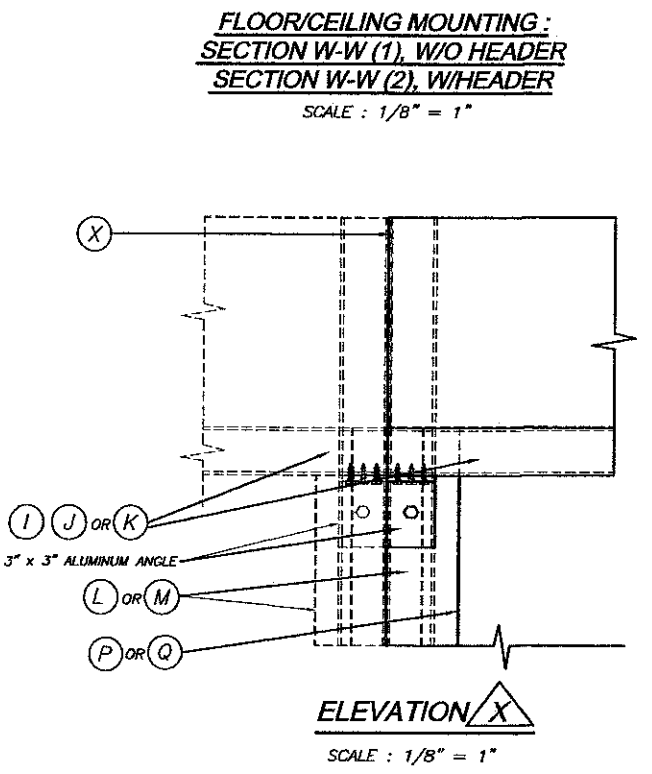 FLOOR/CEILING MOUNTING :
SECTION W-W (1), W/O HEADER
SECTION W-W (2), W/HEADER
SCALE : 1/8" = 1"
X
I J OR K
3" x 3" ALUMINUM ANGLE
L OR M
P OR Q
ELEVATION X
SCALE : 1/8" = 1"